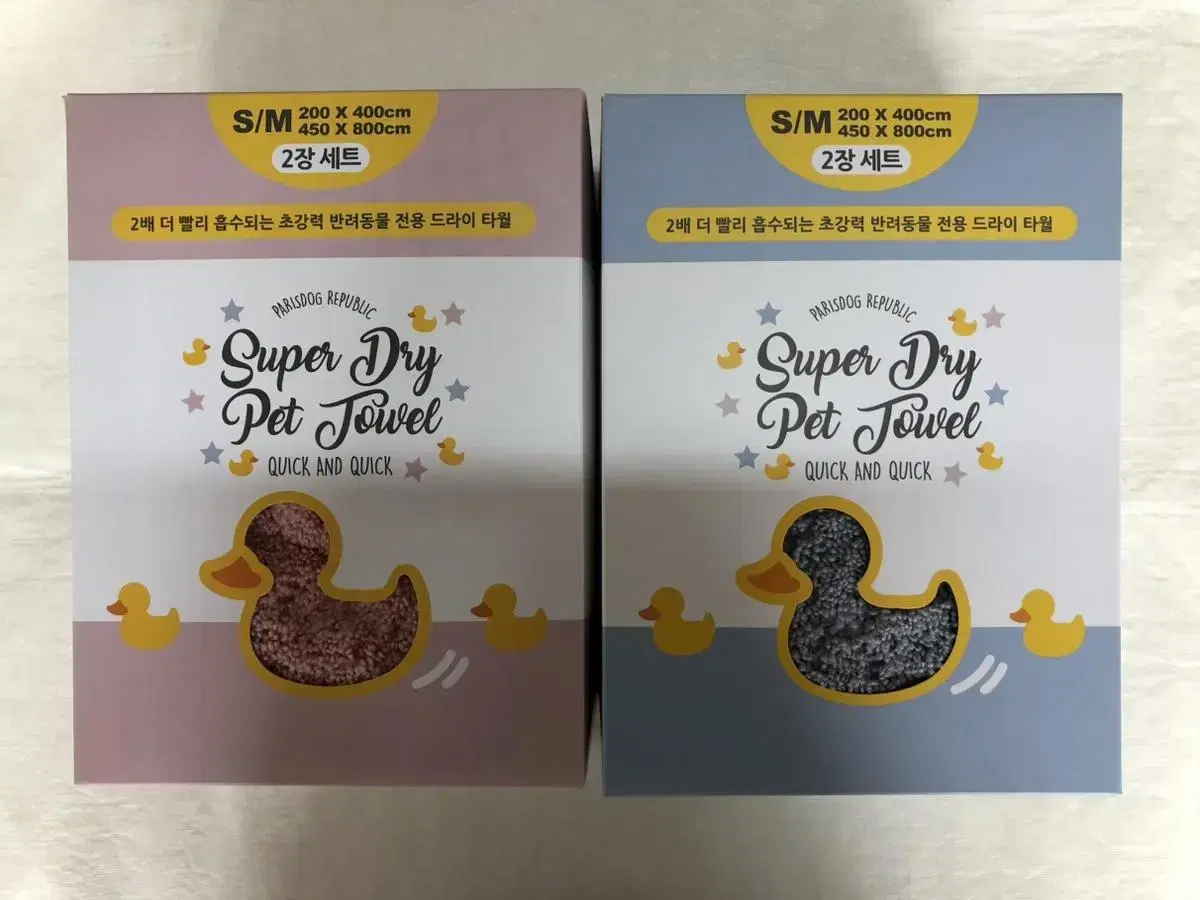 S/M 200 X 400cm
450 X 800cm
2장 세트
2배 더 빨리 흡수되는 초강력 반려동물 전용 드라이 타월
PARISDOG REPUBLIC
Super Dry
Pet Towel
QUICK AND QUICK
S/M 200 X 400cm
450 X 800cm
2장 세트
2배 더 빨리 흡수되는 초강력 반려동물 전용 드라이 타월
PARISDOG REPUBLIC
Super Dry
Pet Towel
QUICK AND QUICK